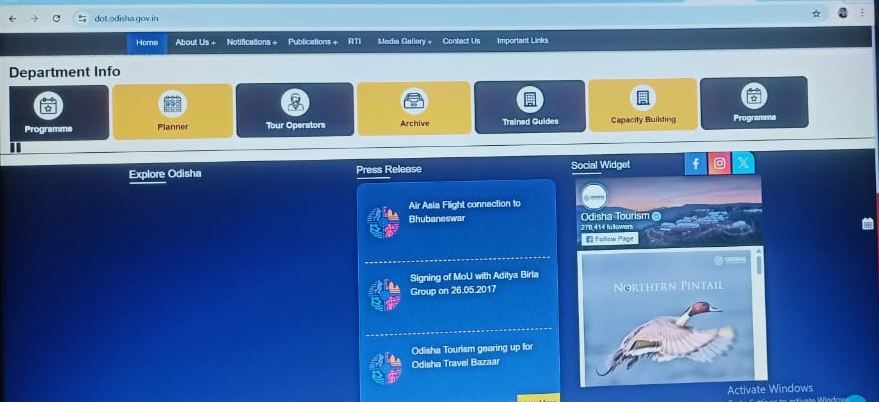 dot.odisha.gov.in
Home About Us + Notifications + Publications + RTI Media Gallery + Contact Us Important Links
Department Info
Programme Planner Tour Operators Archive Trained Guides Capacity Building Programme
Explore Odisha
Press Release
Air Asia Flight connection to
Bhubaneswar
Signing of MoU with Aditya Birla
Group on 26.05.2017
Odisha Tourism gearing up for
Odisha Travel Bazaar
Social Widget
Odisha Tourism
276,414 followers
Follow Page
ODISHA
NORTHERN PINTAIL
Activate Windows